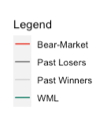 Legend
Bear-Market
Past Losers
Past Winners
WML